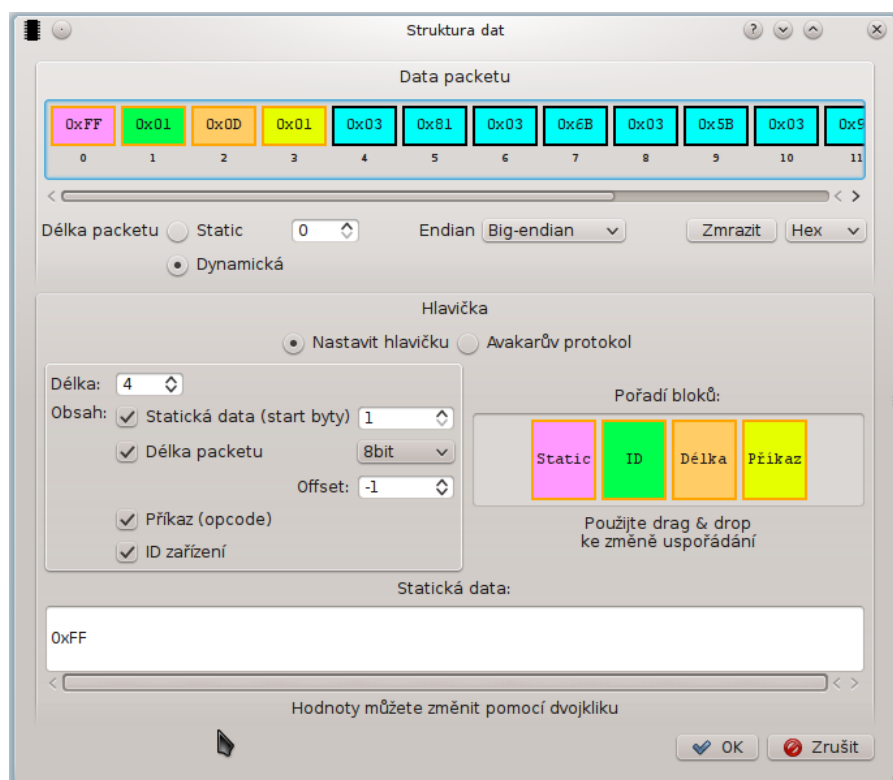 Struktura dat
Data packetu
0xFF 0x01 0x0D 0x01 0x03 0x81 0x03 0x6B 0x03 0x5B 0x03
0 1 2 3 4 5 6 7 8 9 10 11
Délka packetu Static 0 Endian Big-endian Zmrazit Hex
Dynamická
Hlavička
Nastavit hlavičku Avakarův protokol
Délka: 4
Pořadí bloků:
Obsah: Statická data (start byty) 1
Délka packetu 8bit
Static ID Délka Příkaz
Offset: -1
Příkaz (opcode)
Použijte drag & drop
ke změně uspořádání
ID zařízení
Statická data:
0xFF
Hodnoty můžete změnit pomocí dvojkliku
OK Zrušit